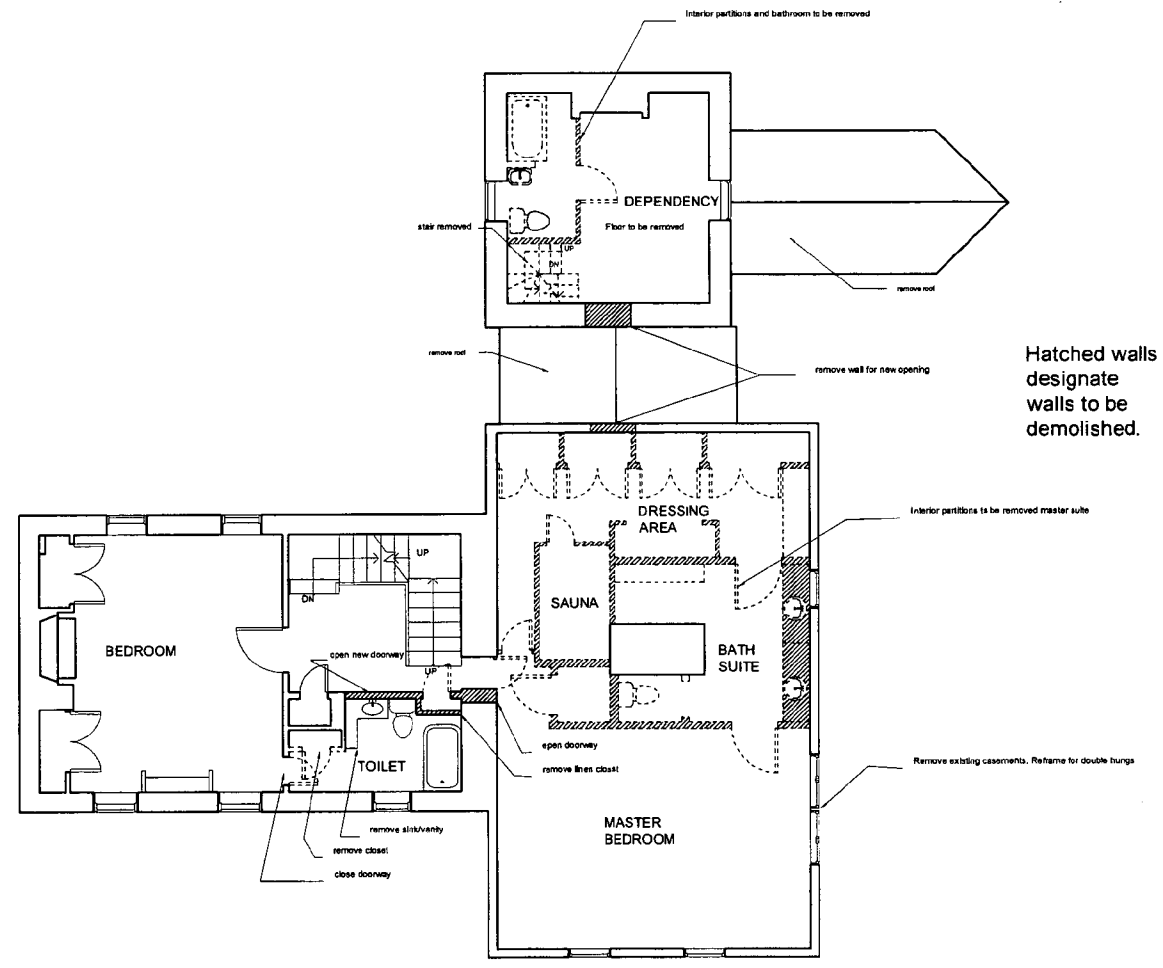 Interior partitions and bathroom to be removed
DEPENDENCY
stair removed
Floor to be removed
UP
DN
remove roof
remove roof
remove wall for new opening
Hatched walls
designate
walls to be
demolished.
DRESSING
AREA
Interior partitions to be removed master suite
UP
DN
SAUNA
BEDROOM
open new doorway
BATH
SUITE
UP
open doorway
TOILET
remove linen closet
Remove existing casements. Reframe for double hungs
MASTER
BEDROOM
remove sink/vanity
remove closet
close doorway